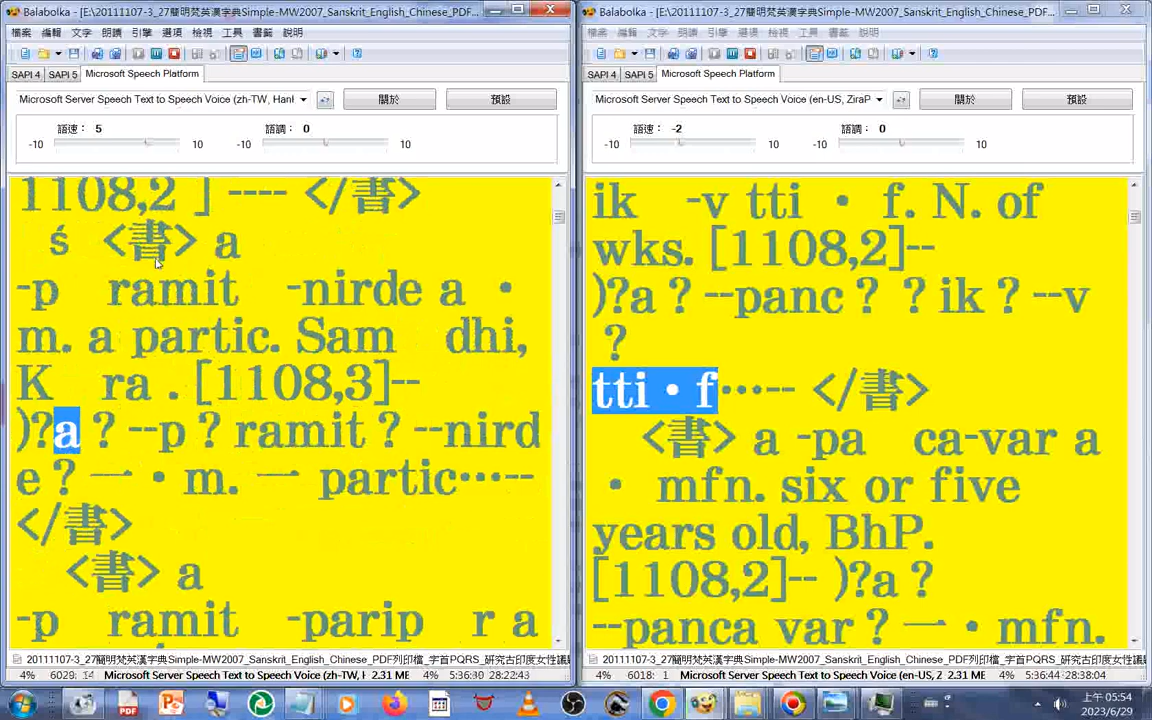 Balabolka - [E:\20111107-3_27簡明梵英漢字典Simple-MW2007_Sanskrit_English_Chinese_PDF...
檔案 編輯 文字 朗讀 引擎 選項 檢視 工具 書籤 說明
SAPI 4 SAPI 5 Microsoft Speech Platform
Microsoft Server Speech Text to Speech Voice (zh-TW, Hanl
關於 預設
語速： 5 語調： 0
-10 10 -10 10
1108,2 ] ---- </書>
ś <書> a
-p ramit -nirde a •
m. a partic. Sam dhi,
K ra . [1108,3]--
)?a ? --p ? ramit ? --nird
e ? 一 • m. 一 partic…--
</書>
<書> a
-p ramit -parip r a
20111107-3_27簡明梵英漢字典Simple-MW2007_Sanskrit_English_Chinese_PDF列印檔_字首PQRS_研究古印度女性議
4% 6029: 14 Microsoft Server Speech Text to Speech Voice (zh-TW, H 2.31 ME 4% 5:36:30 28:22:43
Balabolka - [E:\20111107-3_27簡明梵英漢字典Simple-MW2007_Sanskrit_English_Chinese_PDF...
檔案 編輯 文字 朗讀 引擎 選項 檢視 工具 書籤 說明
SAPI 4 SAPI 5 Microsoft Speech Platform
Microsoft Server Speech Text to Speech Voice (en-US, ZiraP
關於 預設
語速： -2 語調： 0
-10 10 -10 10
ik -v tti • f. N. of
wks. [1108,2]--
)?a ? --panc ? ? ik ? --v
?
tti • f…-- </書>
<書> a -pa ca-var a
• mfn. six or five
years old, BhP.
[1108,2]-- )?a ?
--panca var ? 一 • mfn.
20111107-3_27簡明梵英漢字典Simple-MW2007_Sanskrit_English_Chinese_PDF列印檔_字首PQRS_研究古印度女性議
4% 6018: 1 Microsoft Server Speech Text to Speech Voice (en-US, Z 2.31 ME 4% 5:36:44 28:38:04
上午 05:54
2023/6/29